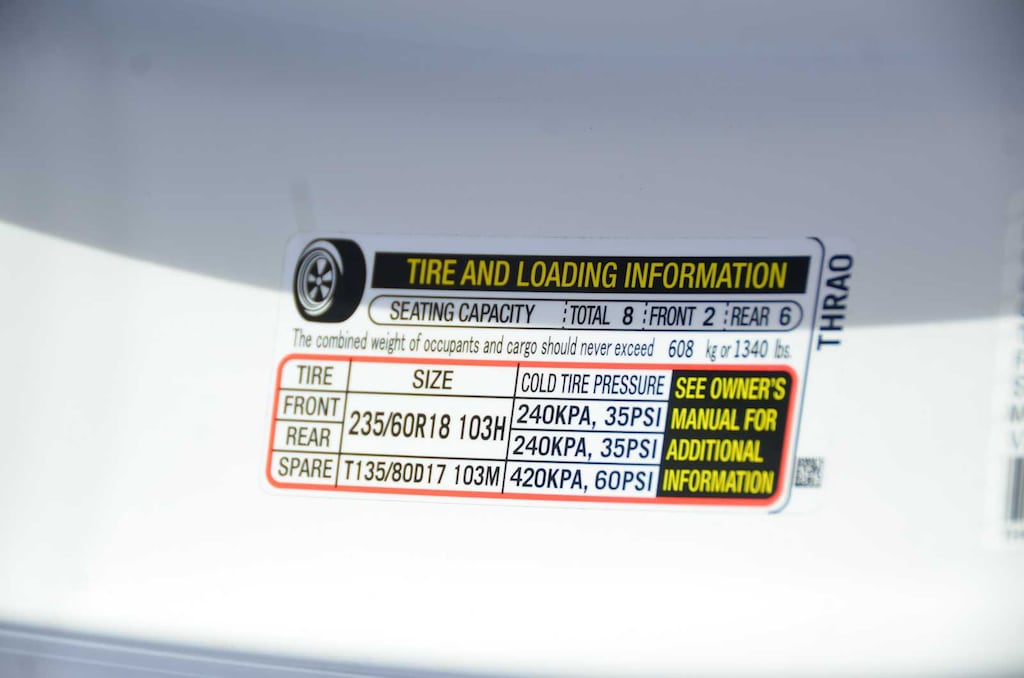 TIRE AND LOADING INFORMATION
SEATING CAPACITY TOTAL 8 FRONT 2 REAR 6
The combined weight of occupants and cargo should never exceed 608 kg or 1340 lbs.
TIRE SIZE COLD TIRE PRESSURE
FRONT 235/60R18 103H 240KPA, 35PSI
REAR 240KPA, 35PSI
SPARE T135/80D17 103M 420KPA, 60PSI
SEE OWNER'S
MANUAL FOR
ADDITIONAL
INFORMATION
THRAO